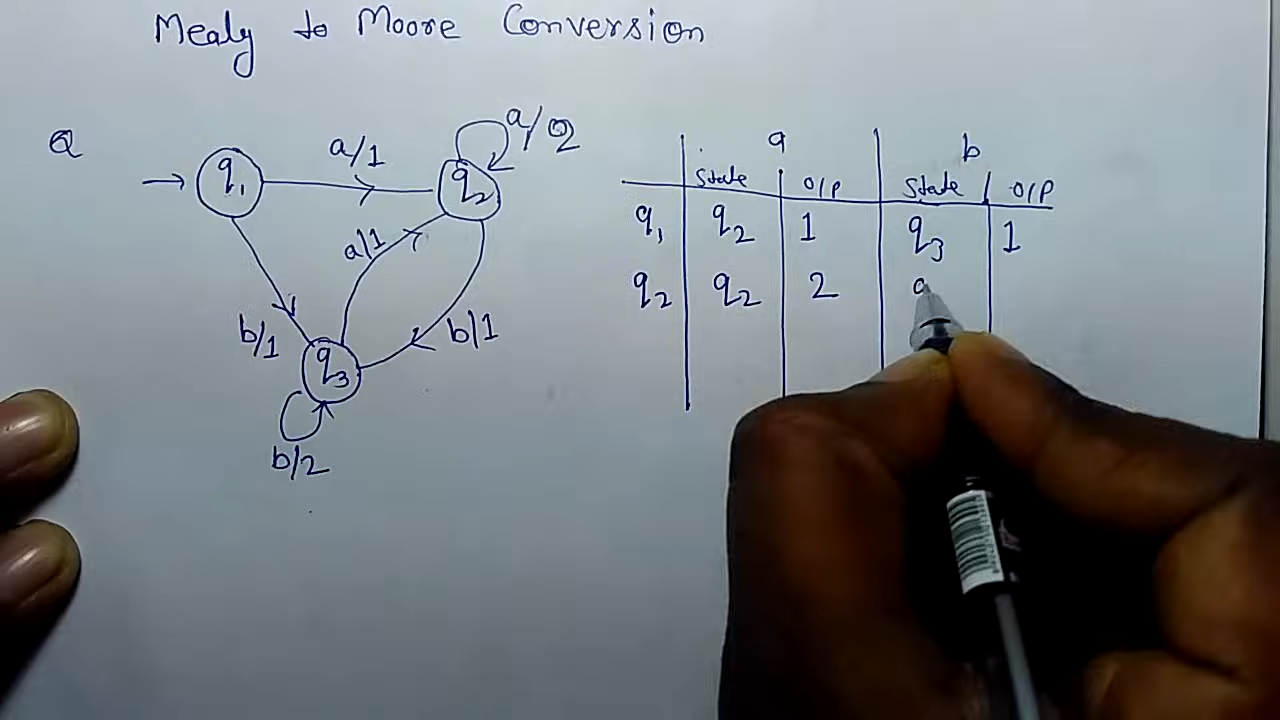 Mealy to Moore Conversion
Q
a/1
a/2
q1
q2
a/1
b/1
b/1
q3
b/2
a b
State O/P State O/P
q1 q2 1 q3 1
q2 q2 2